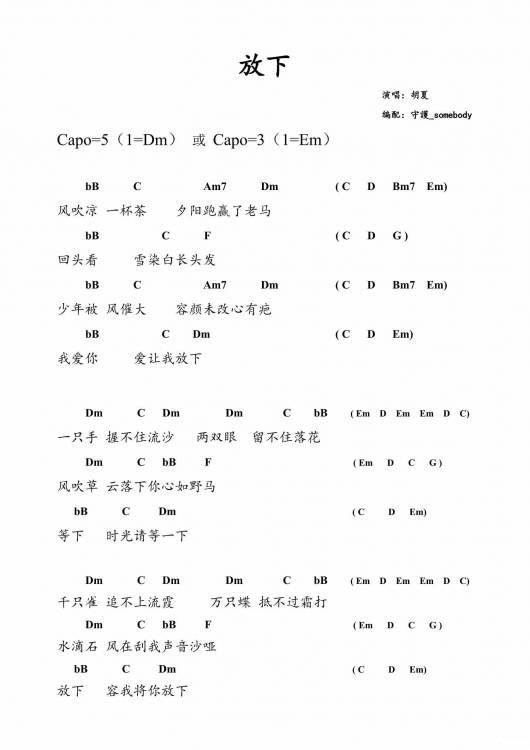 放下
演唱：胡夏
编配：守護_somebody
Capo=5（1=Dm） 或 Capo=3（1=Em）
bB C Am7 Dm ( C D Bm7 Em)
风吹凉 一杯茶 夕阳跑赢了老马
bB C F ( C D G )
回头看 雪染白长头发
bB C Am7 Dm ( C D Bm7 Em)
少年被 风催大 容颜未改心有疤
bB C Dm ( C D Em)
我爱你 爱让我放下
Dm C Dm Dm C bB ( Em D Em Em D C)
一只手 握不住流沙 两双眼 留不住落花
Dm C bB F ( Em D C G )
风吹草 云落下你心如野马
bB C Dm ( C D Em)
等下 时光请等一下
Dm C Dm Dm C bB ( Em D Em Em D C)
千只雀 追不上流霞 万只蝶 抵不过霜打
Dm C bB F ( Em D C G )
水滴石 风在刮我声音沙哑
bB C Dm ( C D Em)
放下 容我将你放下